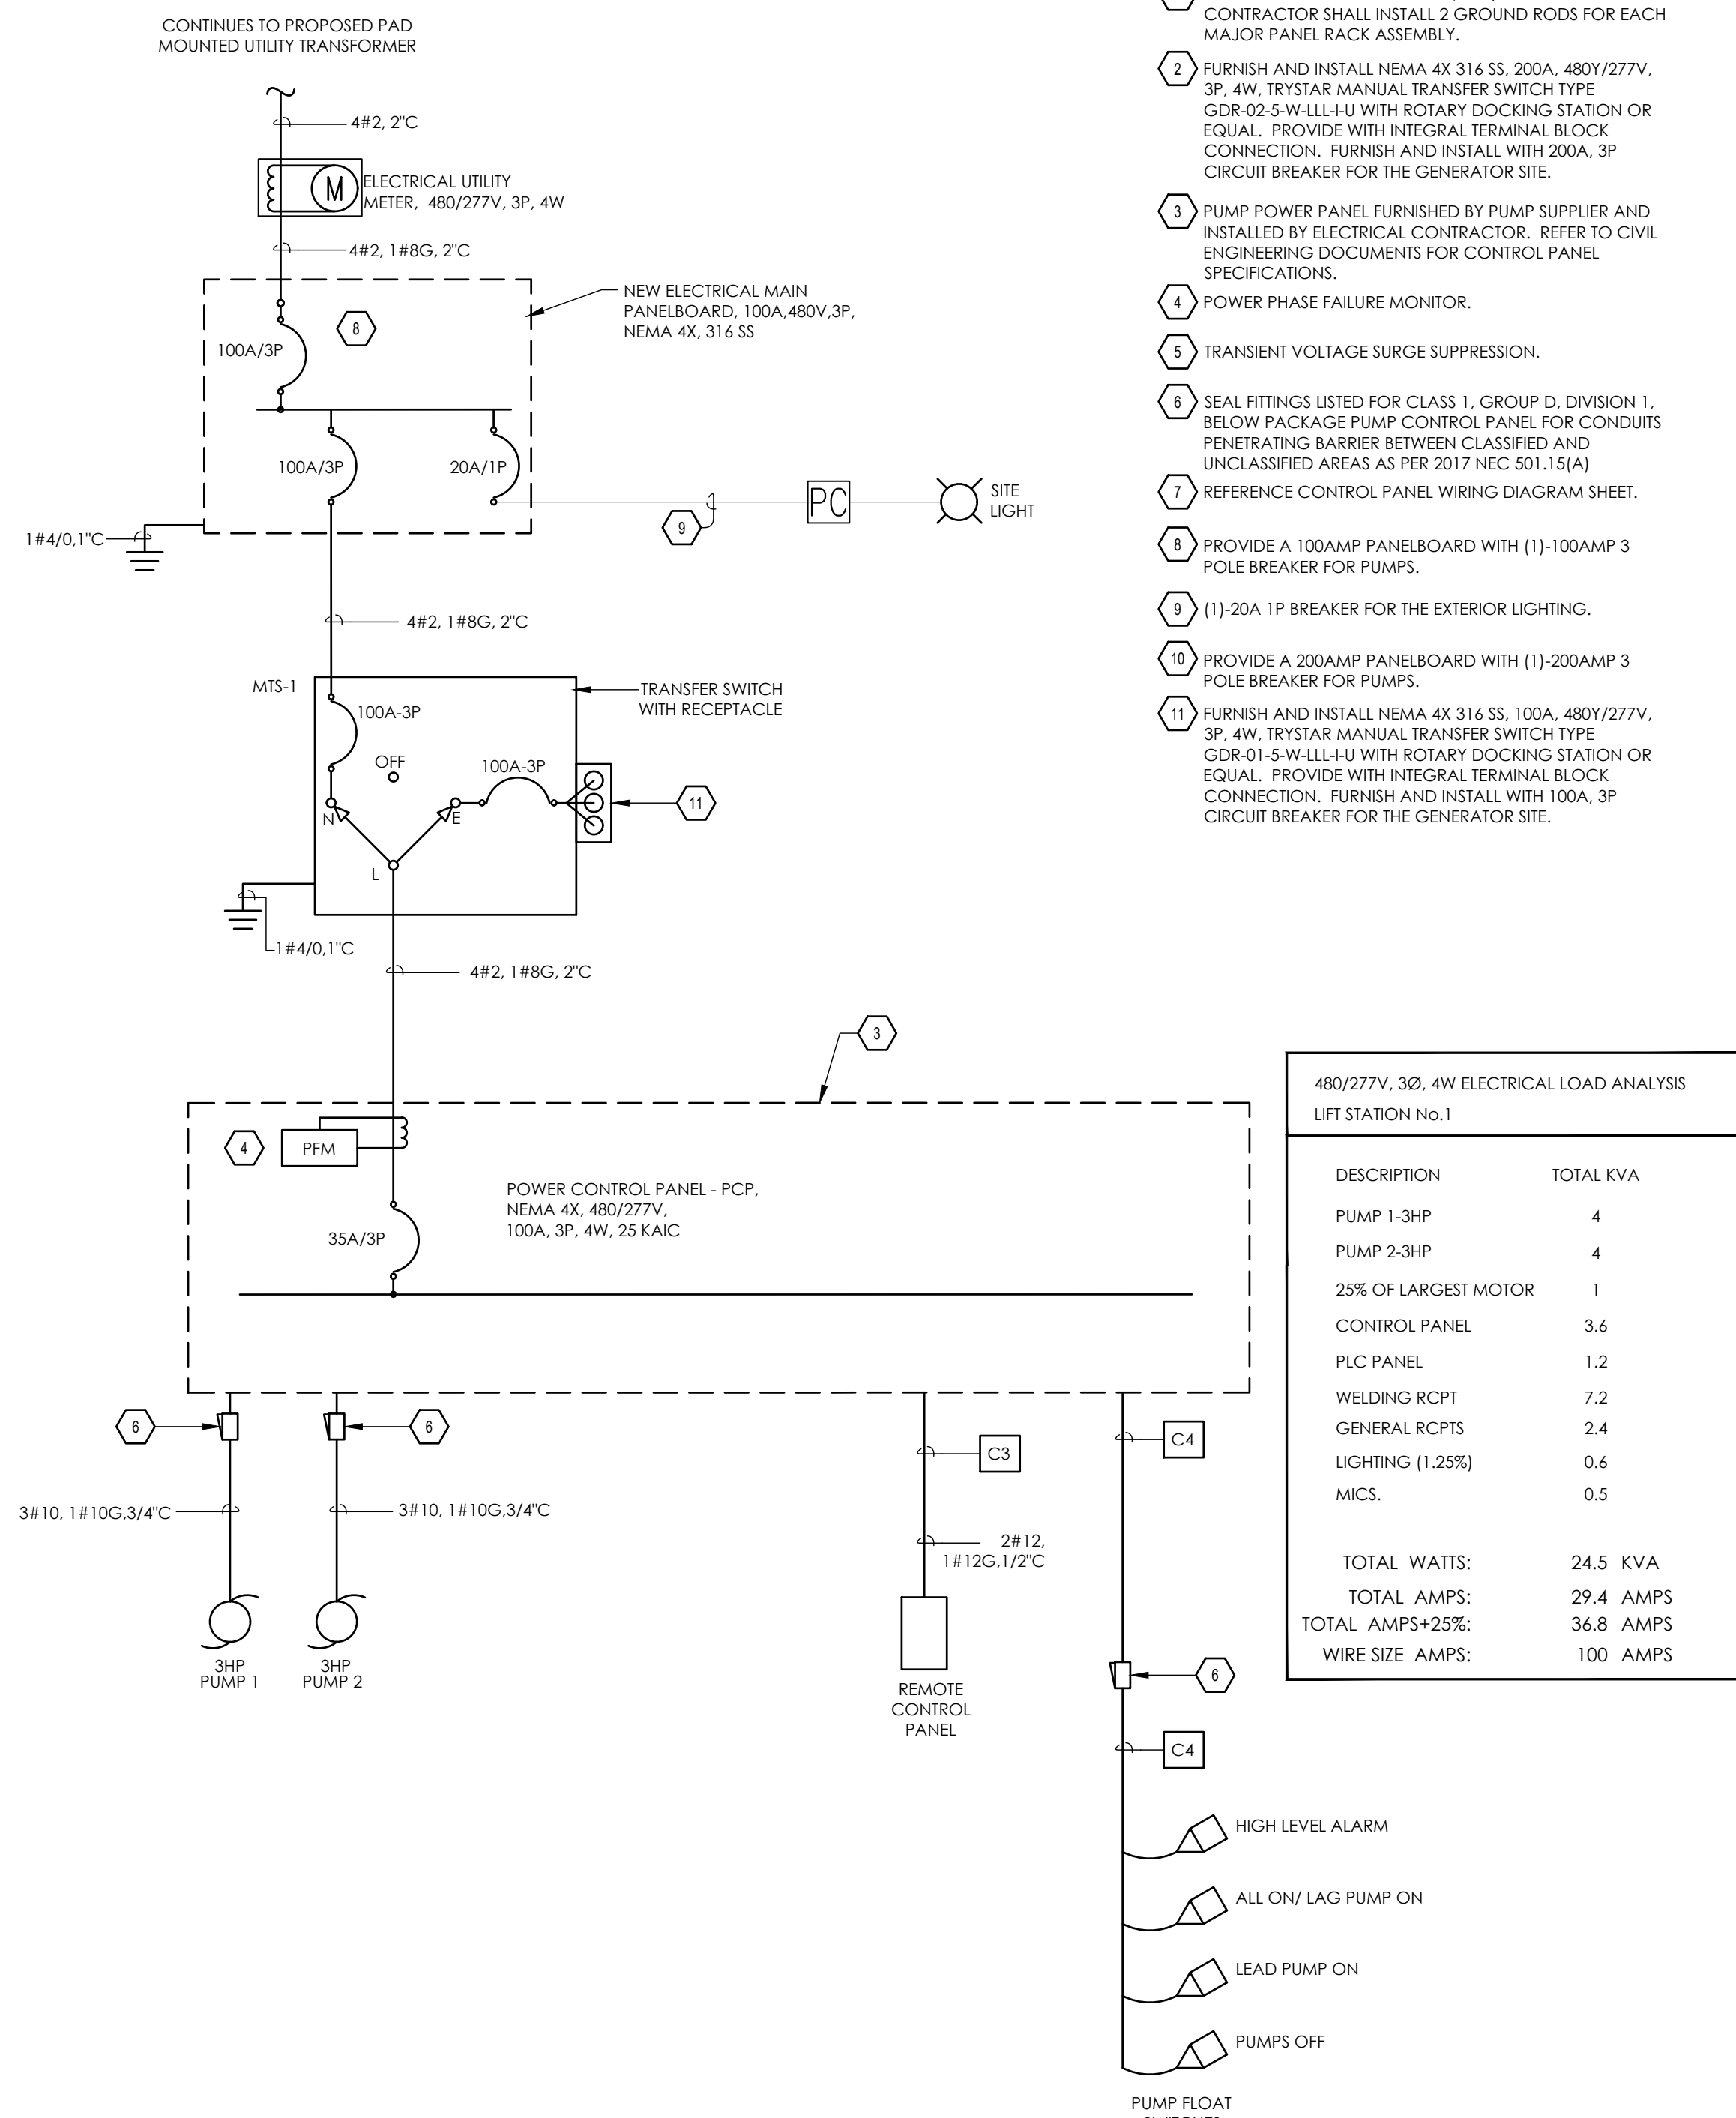 CONTINUES TO PROPOSED PAD
MOUNTED UTILITY TRANSFORMER
4#2, 2"C
M
ELECTRICAL UTILITY
METER, 480/277V, 3P, 4W
4#2, 1#8G, 2"C
NEW ELECTRICAL MAIN
PANELBOARD, 100A,480V,3P,
NEMA 4X, 316 SS
8
100A/3P
100A/3P
20A/1P
PC
SITE
LIGHT
9
1#4/0,1"C
4#2, 1#8G, 2"C
MTS-1
TRANSFER SWITCH
WITH RECEPTACLE
100A-3P
OFF
100A-3P
11
N
E
L
1#4/0,1"C
4#2, 1#8G, 2"C
3
4
PFM
POWER CONTROL PANEL - PCP,
NEMA 4X, 480/277V,
100A, 3P, 4W, 25 KAIC
35A/3P
6
6
C3
C4
3#10, 1#10G,3/4"C
3#10, 1#10G,3/4"C
2#12,
1#12G,1/2"C
3HP
PUMP 1
3HP
PUMP 2
REMOTE
CONTROL
PANEL
6
C4
HIGH LEVEL ALARM
ALL ON/ LAG PUMP ON
LEAD PUMP ON
PUMPS OFF
PUMP FLOAT
CONTRACTOR SHALL INSTALL 2 GROUND RODS FOR EACH
MAJOR PANEL RACK ASSEMBLY.
2 FURNISH AND INSTALL NEMA 4X 316 SS, 200A, 480Y/277V,
3P, 4W, TRYSTAR MANUAL TRANSFER SWITCH TYPE
GDR-02-5-W-LLL-I-U WITH ROTARY DOCKING STATION OR
EQUAL. PROVIDE WITH INTEGRAL TERMINAL BLOCK
CONNECTION. FURNISH AND INSTALL WITH 200A, 3P
CIRCUIT BREAKER FOR THE GENERATOR SITE.
3 PUMP POWER PANEL FURNISHED BY PUMP SUPPLIER AND
INSTALLED BY ELECTRICAL CONTRACTOR. REFER TO CIVIL
ENGINEERING DOCUMENTS FOR CONTROL PANEL
SPECIFICATIONS.
4 POWER PHASE FAILURE MONITOR.
5 TRANSIENT VOLTAGE SURGE SUPPRESSION.
6 SEAL FITTINGS LISTED FOR CLASS 1, GROUP D, DIVISION 1,
BELOW PACKAGE PUMP CONTROL PANEL FOR CONDUITS
PENETRATING BARRIER BETWEEN CLASSIFIED AND
UNCLASSIFIED AREAS AS PER 2017 NEC 501.15(A)
7 REFERENCE CONTROL PANEL WIRING DIAGRAM SHEET.
8 PROVIDE A 100AMP PANELBOARD WITH (1)-100AMP 3
POLE BREAKER FOR PUMPS.
9 (1)-20A 1P BREAKER FOR THE EXTERIOR LIGHTING.
10 PROVIDE A 200AMP PANELBOARD WITH (1)-200AMP 3
POLE BREAKER FOR PUMPS.
11 FURNISH AND INSTALL NEMA 4X 316 SS, 100A, 480Y/277V,
3P, 4W, TRYSTAR MANUAL TRANSFER SWITCH TYPE
GDR-01-5-W-LLL-I-U WITH ROTARY DOCKING STATION OR
EQUAL. PROVIDE WITH INTEGRAL TERMINAL BLOCK
CONNECTION. FURNISH AND INSTALL WITH 100A, 3P
CIRCUIT BREAKER FOR THE GENERATOR SITE.
480/277V, 3Ø, 4W ELECTRICAL LOAD ANALYSIS
LIFT STATION No.1
DESCRIPTION TOTAL KVA
PUMP 1-3HP 4
PUMP 2-3HP 4
25% OF LARGEST MOTOR 1
CONTROL PANEL 3.6
PLC PANEL 1.2
WELDING RCPT 7.2
GENERAL RCPTS 2.4
LIGHTING (1.25%) 0.6
MICS. 0.5
TOTAL WATTS: 24.5 KVA
TOTAL AMPS: 29.4 AMPS
TOTAL AMPS+25%: 36.8 AMPS
WIRE SIZE AMPS: 100 AMPS